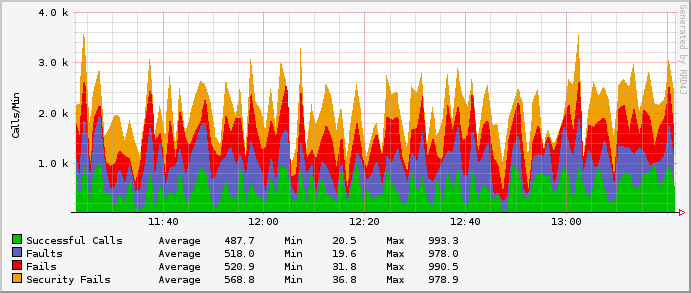 4.0 k
3.0 k
2.0 k
1.0 k
Calls/Min
11:40 12:00 12:20 12:40 13:00
Successful Calls Average 487.7 Min 20.5 Max 993.3
Faults Average 518.0 Min 19.6 Max 978.0
Fails Average 520.9 Min 31.8 Max 990.5
Security Fails Average 568.8 Min 36.8 Max 978.9
Generated by RRD4J